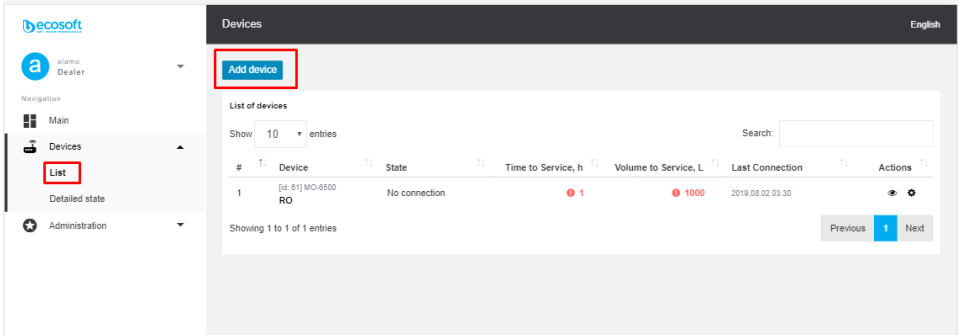 ecosoft
Devices
English
a
alamo
Dealer
Navigation
Main
Devices
List
Detailed state
Administration
Add device
List of devices
Show 10 entries
Search:
# Device State Time to Service, h Volume to Service, L Last Connection Actions
1 [id: 61] MO-6500 RO No connection 1 1000 2019.08.02 03:30
Showing 1 to 1 of 1 entries
Previous 1 Next